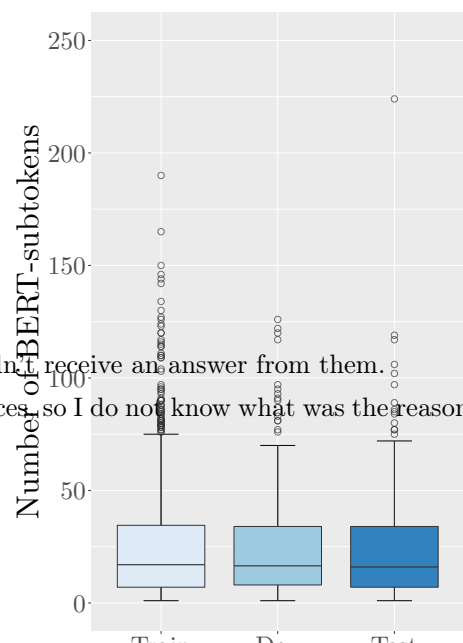 250
200
Number of BERT-subtokens
150
receive an answer from them.
100
so I do not know what was the reason
50
0